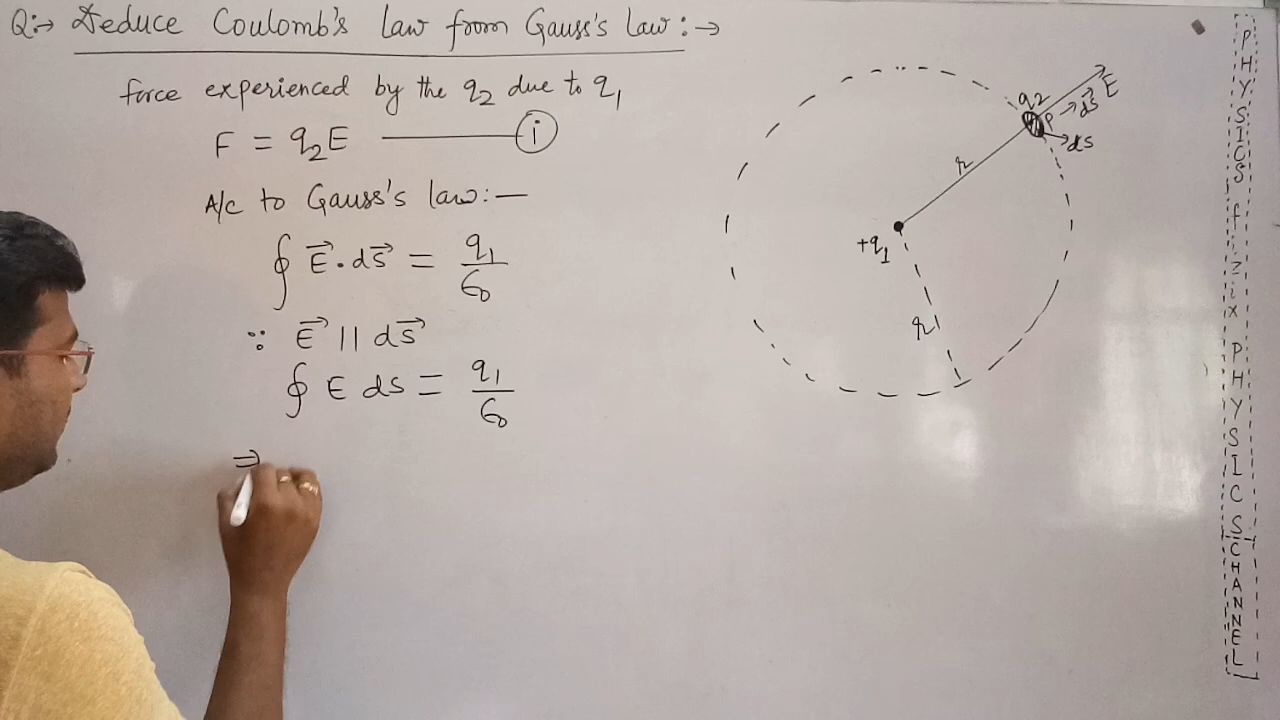 Q:→ Deduce Coulomb's Law from Gauss's Law:→
force experienced by the q₂ due to q₁
F = q₂E ——— (i)
A/c to Gauss's law:—
∮ E⃗.dS⃗ = q₁/ϵ₀
∵ E⃗ || dS⃗
∮ E ds = q₁/ϵ₀
⇒
q₂
P → ds⃗
E
ds
r
+q₁
r
PHYSICS fizix PHYSICS CHANNEL